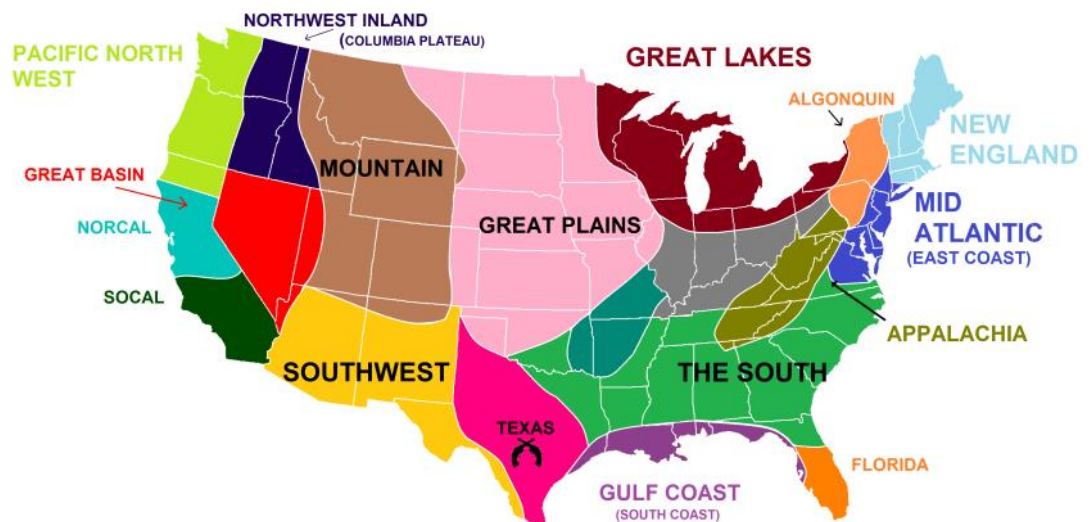 NORTHWEST INLAND
(COLUMBIA PLATEAU)
PACIFIC NORTH
WEST
GREAT LAKES
ALGONQUIN
NEW
ENGLAND
MOUNTAIN
GREAT BASIN
NORCAL
GREAT PLAINS
MID
ATLANTIC
(EAST COAST)
SOCAL
APPALACHIA
SOUTHWEST
THE SOUTH
TEXAS
FLORIDA
GULF COAST
(SOUTH COAST)